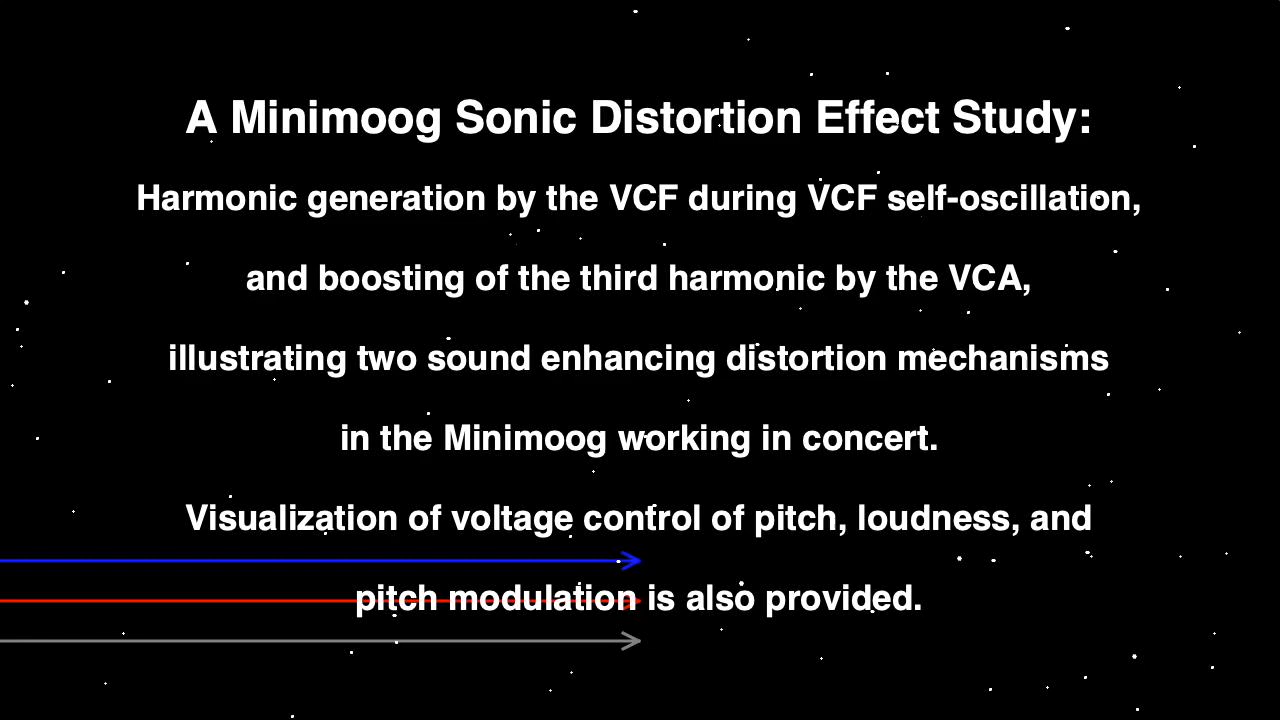 A Minimoog Sonic Distortion Effect Study:
Harmonic generation by the VCF during VCF self-oscillation,
and boosting of the third harmonic by the VCA,
illustrating two sound enhancing distortion mechanisms
in the Minimoog working in concert.
Visualization of voltage control of pitch, loudness, and
pitch modulation is also provided.